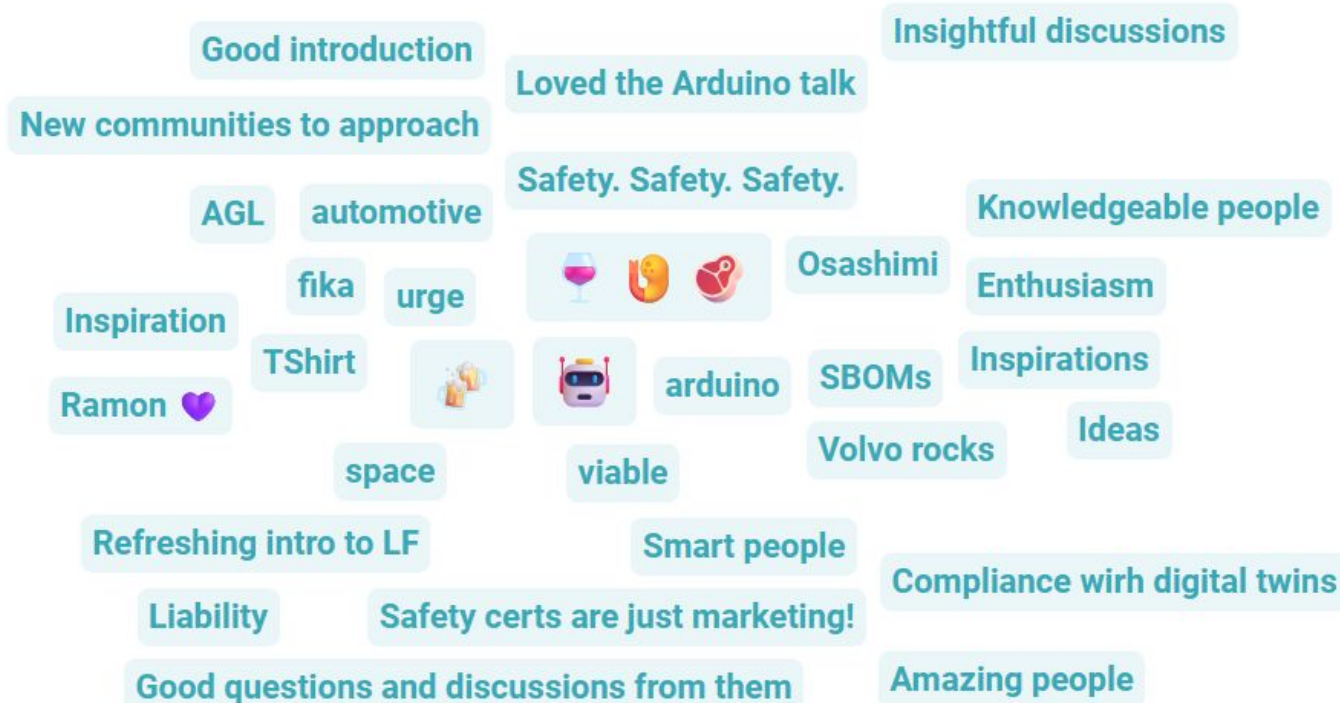 Insightful discussions
Good introduction
Loved the Arduino talk
New communities to approach
Safety. Safety. Safety.
AGL
automotive
Knowledgeable people
fika
urge
🍷 🍤 🥩
Osashimi
Enthusiasm
Inspiration
TShirt
🍻
🤖
arduino
SBOMs
Inspirations
Ramon 💜
Volvo rocks
Ideas
space
viable
Refreshing intro to LF
Smart people
Compliance wirh digital twins
Liability
Safety certs are just marketing!
Good questions and discussions from them
Amazing people